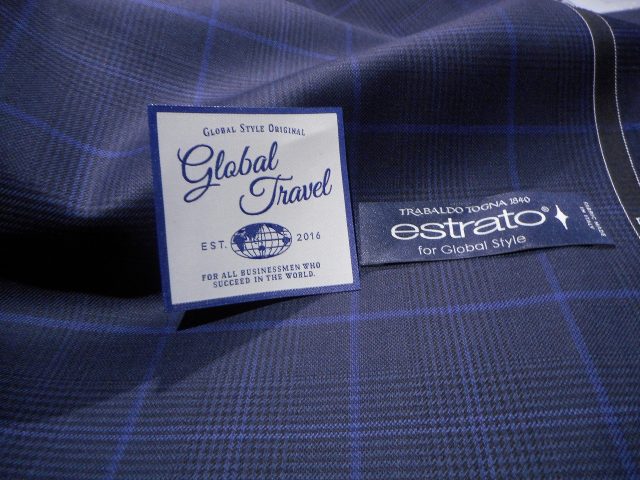 GLOBAL STYLE ORIGINAL
Global
Travel
EST. 2016
FOR ALL BUSINESSMEN WHO
SUCCEED IN THE WORLD.
TRABALDO TOGNA 1840
estrato®
for Global Style